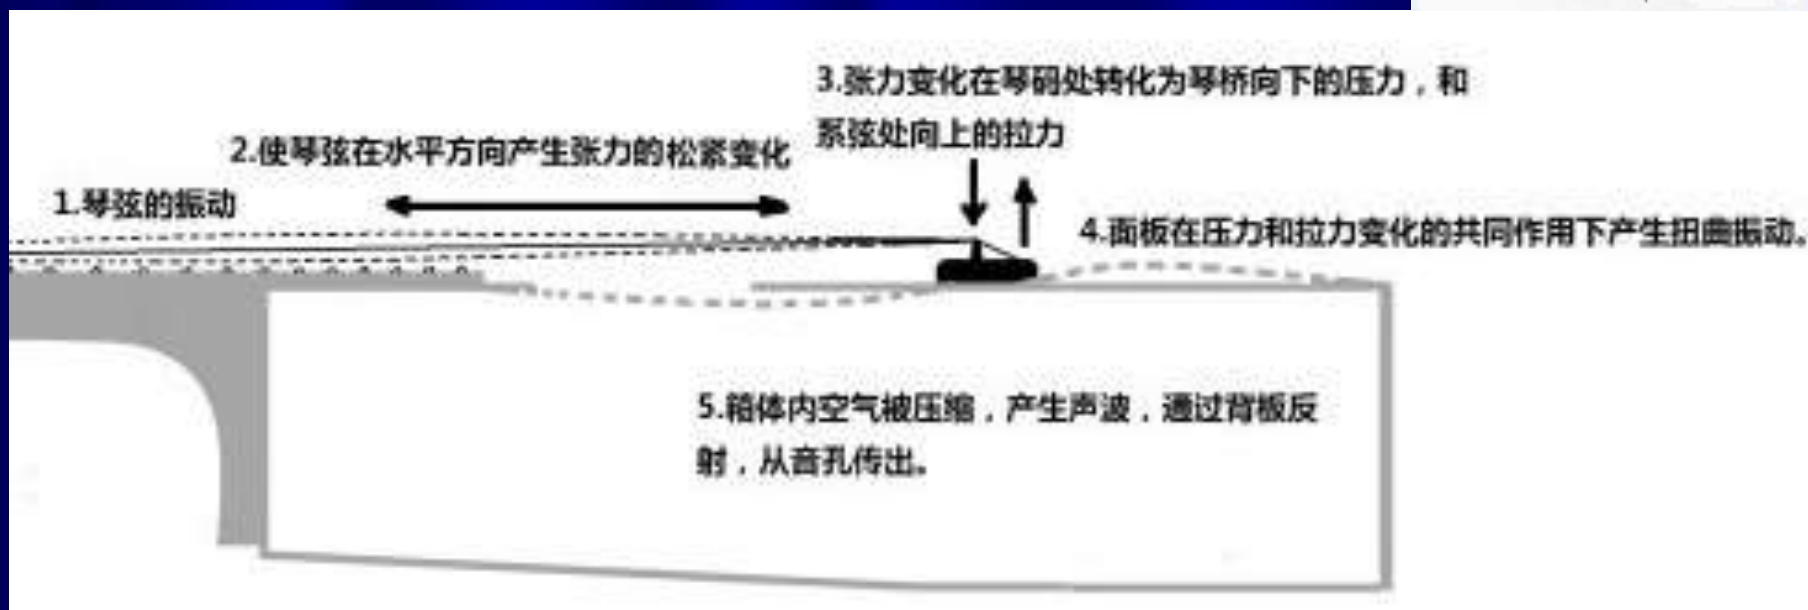 3.张力变化在琴码处转化为琴桥向下的压力，和
系弦处向上的拉力
2.使琴弦在水平方向产生张力的松紧变化
1.琴弦的振动
4.面板在压力和拉力变化的共同作用下产生扭曲振动。
5.箱体内空气被压缩，产生声波，通过背板反
射，从音孔传出。